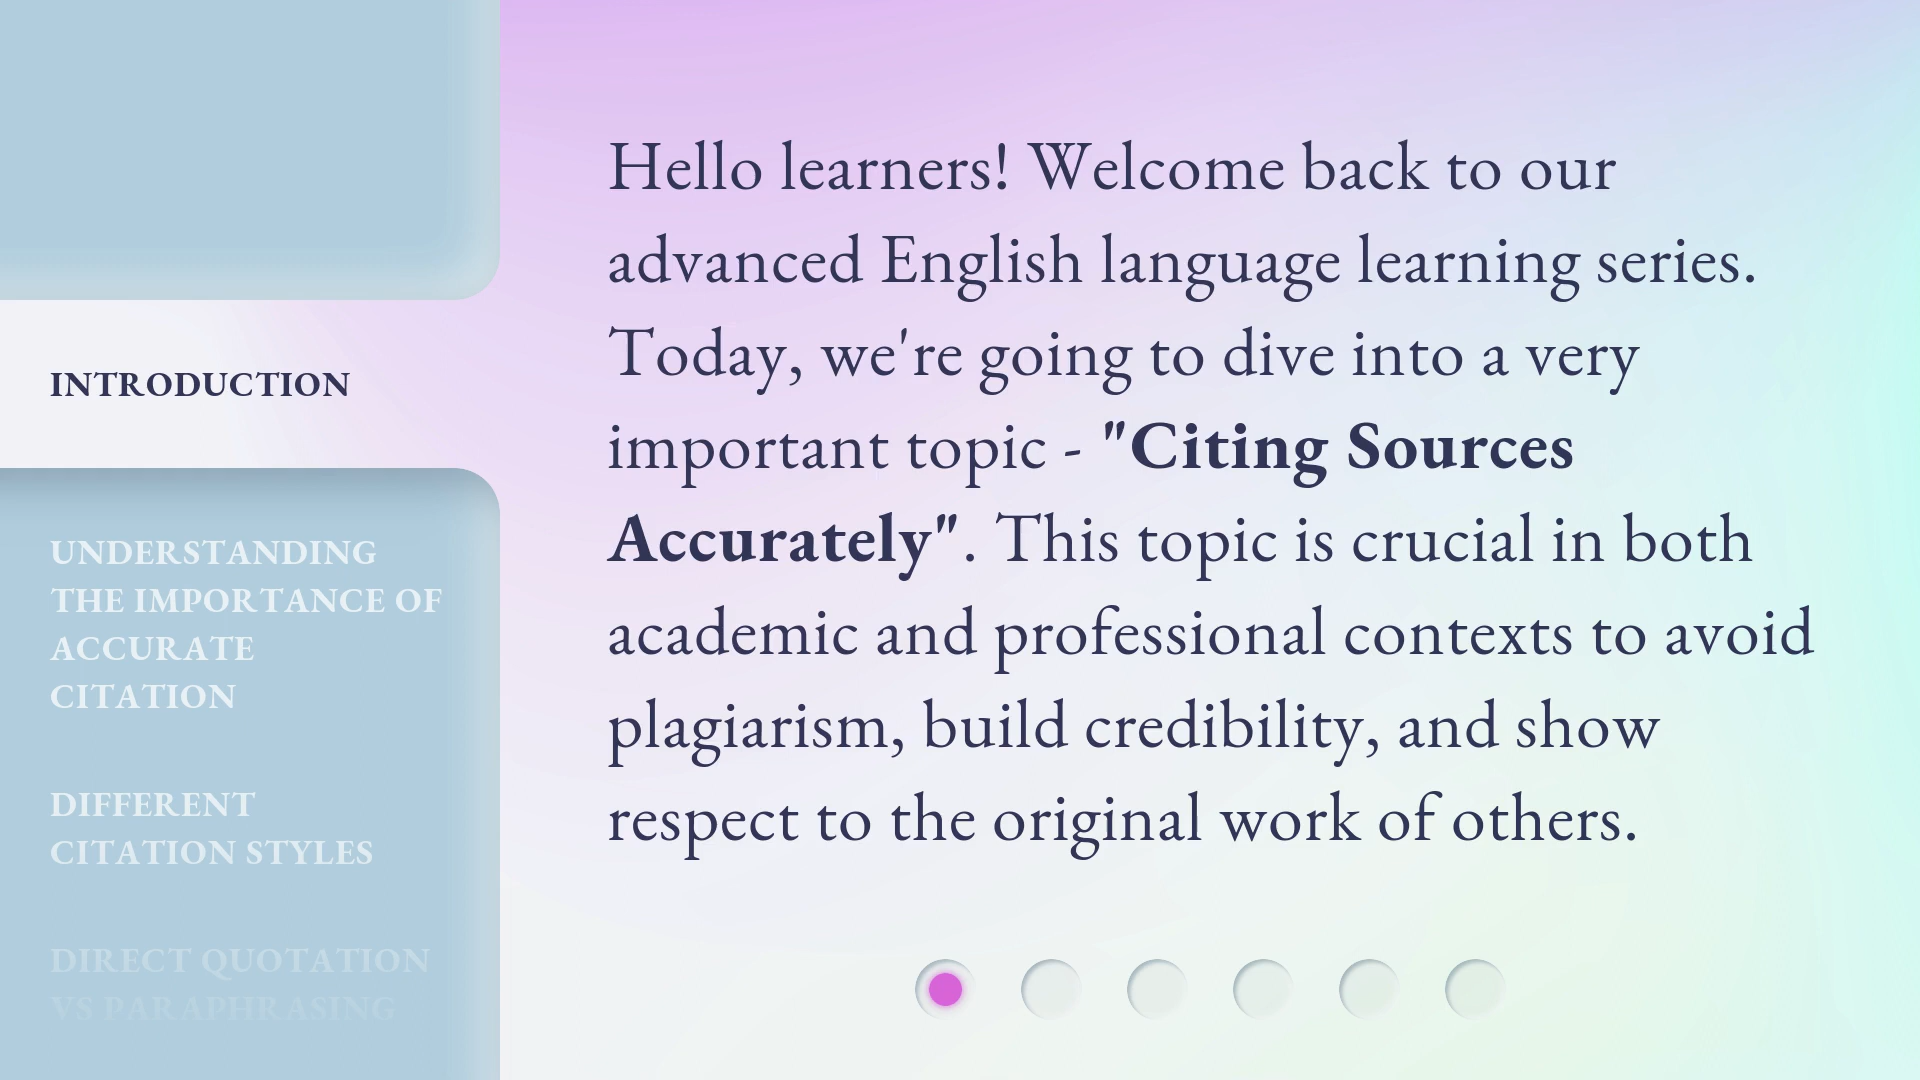 INTRODUCTION
UNDERSTANDING
THE IMPORTANCE OF
ACCURATE
CITATION
DIFFERENT
CITATION STYLES
DIRECT QUOTATION
VS PARAPHRASING
Hello learners! Welcome back to our
advanced English language learning series.
Today, we're going to dive into a very
important topic - "Citing Sources
Accurately". This topic is crucial in both
academic and professional contexts to avoid
plagiarism, build credibility, and show
respect to the original work of others.